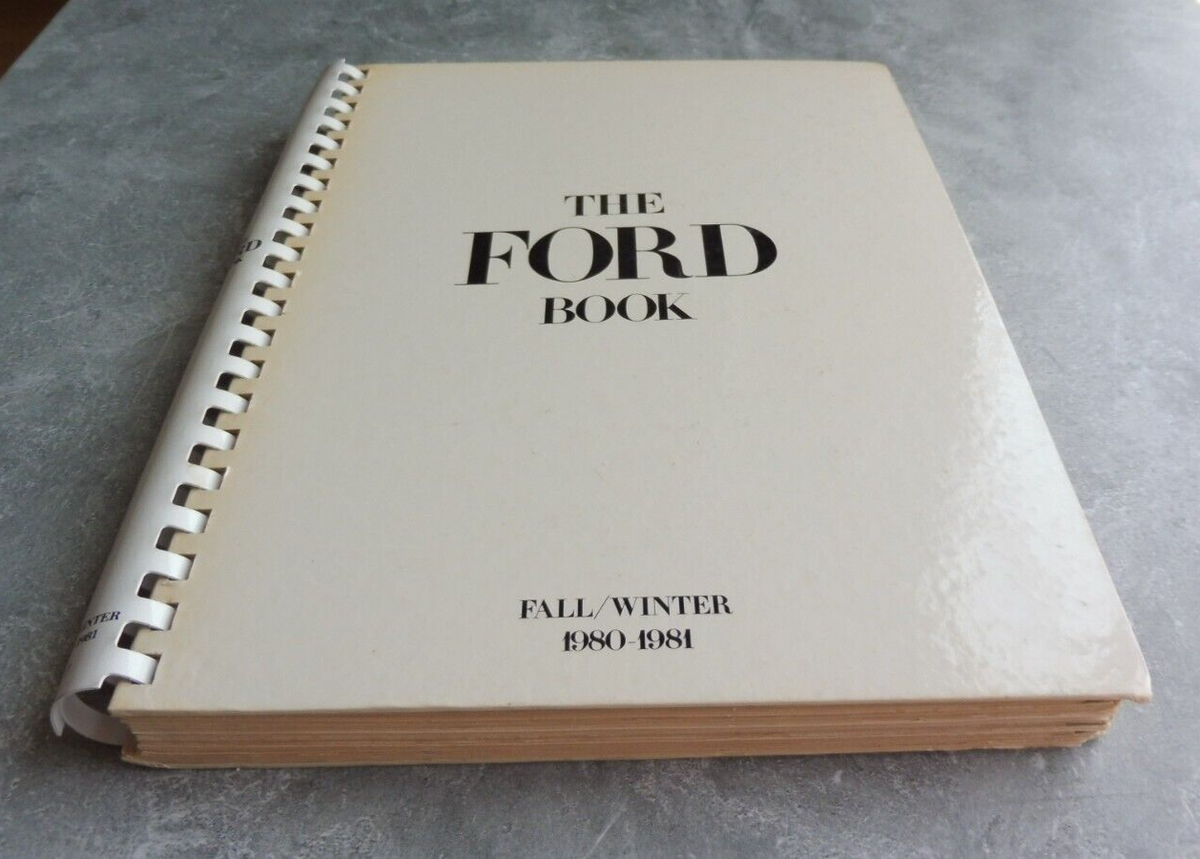 THE
FORD
BOOK
FALL/WINTER
1980-1981